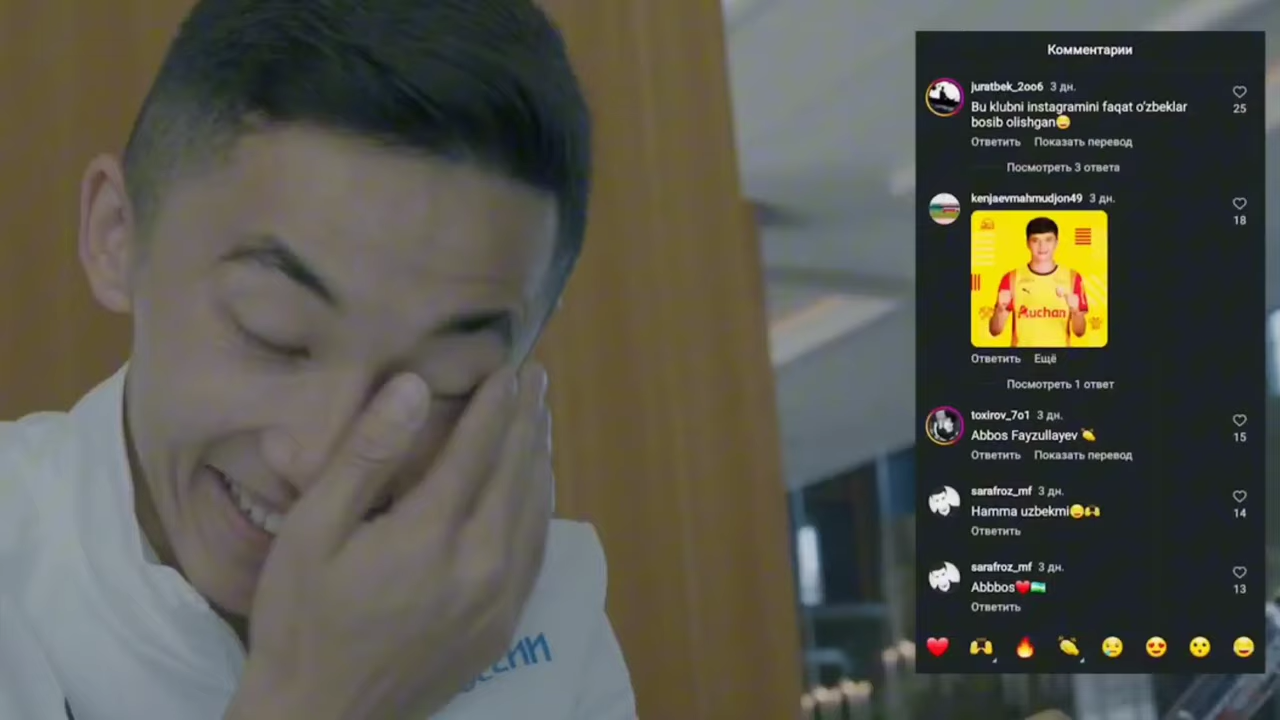 Комментарии
juratbek_2oo6 3 дн.
Bu klubni instagramini faqat o'zbeklar
bosib olishgan😄
25
Ответить Показать перевод
Посмотреть 3 ответа
kenjaevmahmudjon49 3 дн.
18
Auchan
Ответить Ещё
Посмотреть 1 ответ
toxirov_7o1 3 дн.
Abbos Fayzullayev 👏
15
Ответить Показать перевод
sarafroz_mf 3 дн.
Hamma uzbekmi😄🙌
14
Ответить
sarafroz_mf 3 дн.
Abbbos❤️🇺🇿
13
Ответить